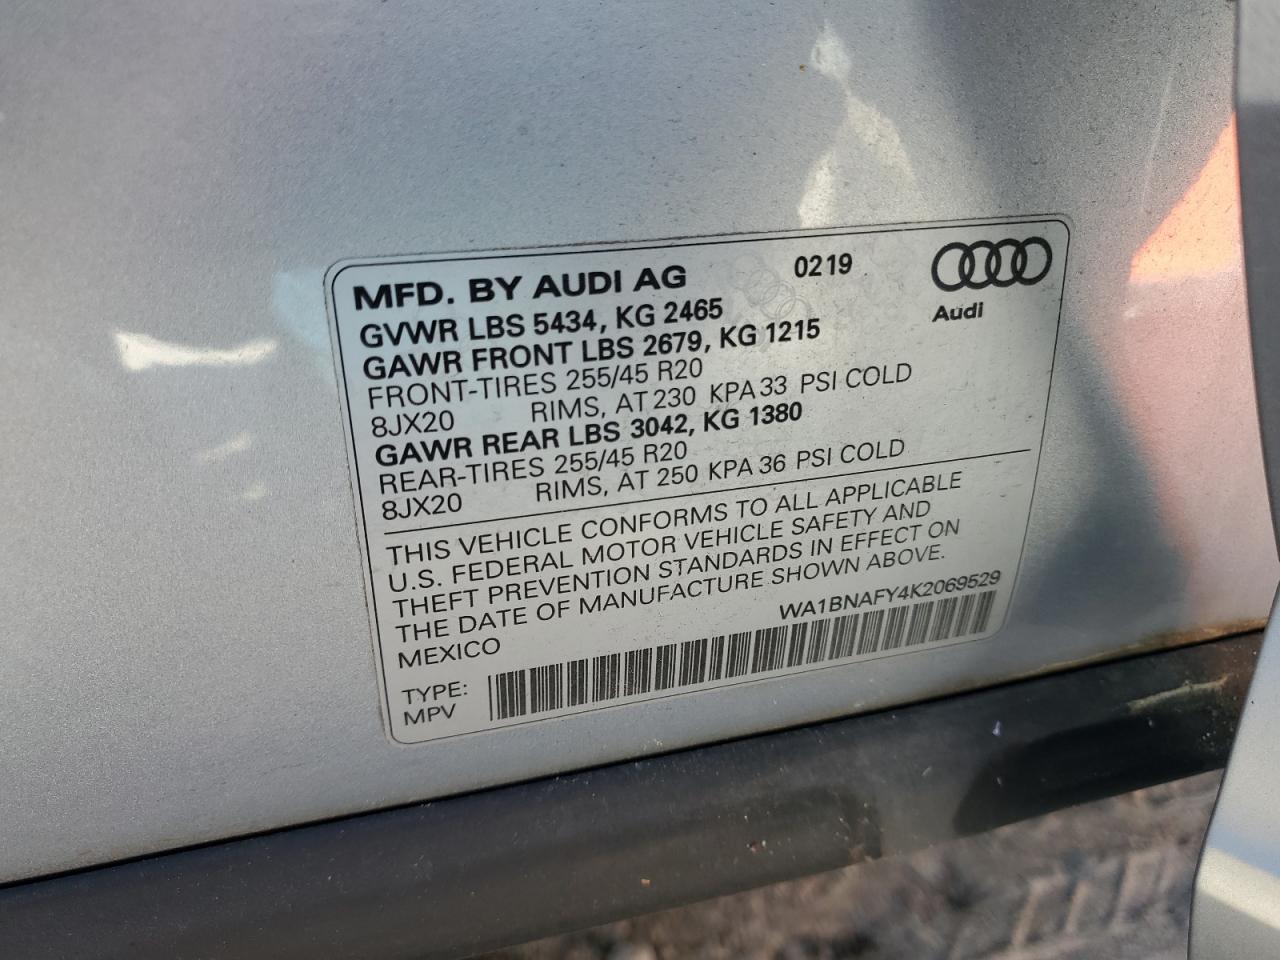 MFD. BY AUDI AG 0219
Audi
GVWR LBS 5434, KG 2465
GAWR FRONT LBS 2679, KG 1215
FRONT-TIRES 255/45 R20
8JX20 RIMS, AT 230 KPA 33 PSI COLD
GAWR REAR LBS 3042, KG 1380
REAR-TIRES 255/45 R20
8JX20 RIMS, AT 250 KPA 36 PSI COLD
THIS VEHICLE CONFORMS TO ALL APPLICABLE
U.S. FEDERAL MOTOR VEHICLE SAFETY AND
THEFT PREVENTION STANDARDS IN EFFECT ON
THE DATE OF MANUFACTURE SHOWN ABOVE.
MEXICO WA1BNAFY4K2069529
TYPE:
MPV